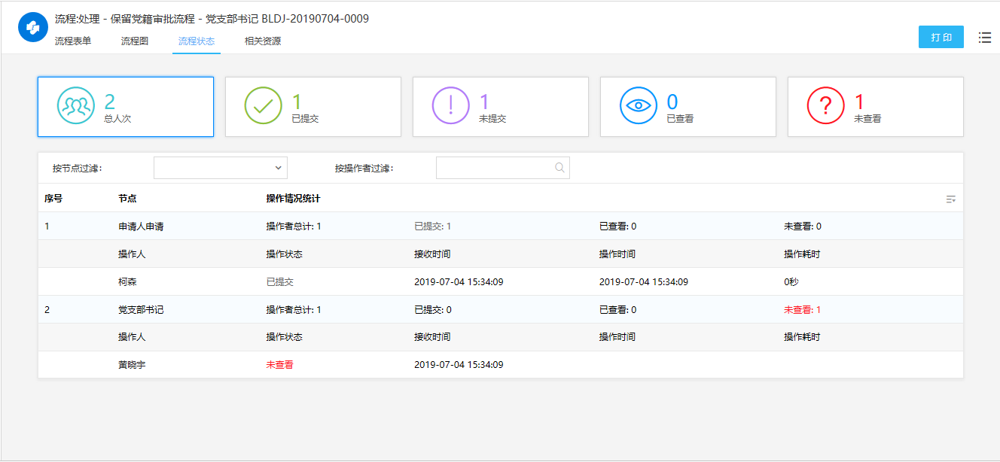 流程:处理 - 保留党籍审批流程 - 党支部书记 BLDJ-20190704-0009
流程表单 流程图 流程状态 相关资源
打印
2 总人次
1 已提交
1 未提交
0 已查看
1 未查看
按节点过滤: 按操作者过滤:
序号 节点 操作情况统计
1 申请人申请 操作者总计: 1 已提交: 1 已查看: 0 未查看: 0
操作人 操作状态 接收时间 操作时间 操作耗时
柯森 已提交 2019-07-04 15:34:09 2019-07-04 15:34:09 0秒
2 党支部书记 操作者总计: 1 已提交: 0 已查看: 0 未查看: 1
操作人 操作状态 接收时间 操作时间 操作耗时
黄晓宇 未查看 2019-07-04 15:34:09